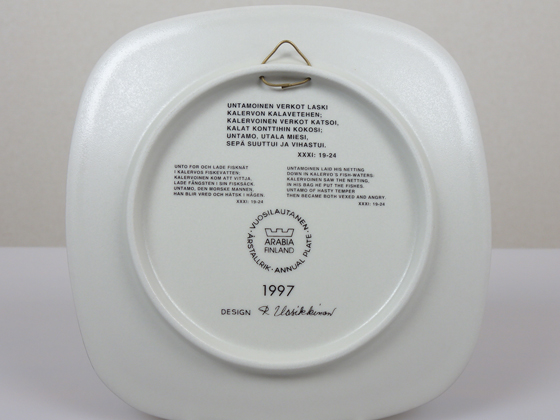 UNTAMOINEN VERKOT LASKI
KALERVON KALAVETEHEN;
KALERVOINEN VERKOT KATSOI,
KALAT KONTTIHIN KOKOSI;
UNTAMO, UTALA MIESI,
SEPÄ SUUTTUI JA VIHASTUI.
XXXI: 19-24
UNTO FÖR OCH LADE FISKNÄT
I KALERVOS FISKEVATTEN;
KALERVOINEN KOM ATT VITTJA,
LADE FÅNGSTEN I SIN FISKSÄCK.
UNTAMO, DEN MORSKE MANNEN,
HAN BLIR VRED OCH HÄTSK I HÅGEN
XXXI: 19-24
UNTAMOINEN LAID HIS NETTING
DOWN IN KALERVO'S FISH-WATERS:
KALERVOINEN SAW THE NETTING,
IN HIS BAG HE PUT THE FISHES.
UNTAMO OF HASTY TEMPER
THEN BECAME BOTH VEXED AND ANGRY.
XXXI: 19-24
VUOSILAUTANEN · ÅRSTALLRIK · ANNUAL PLATE ·
ARABIA
FINLAND
1997
DESIGN R. Uosikkinen